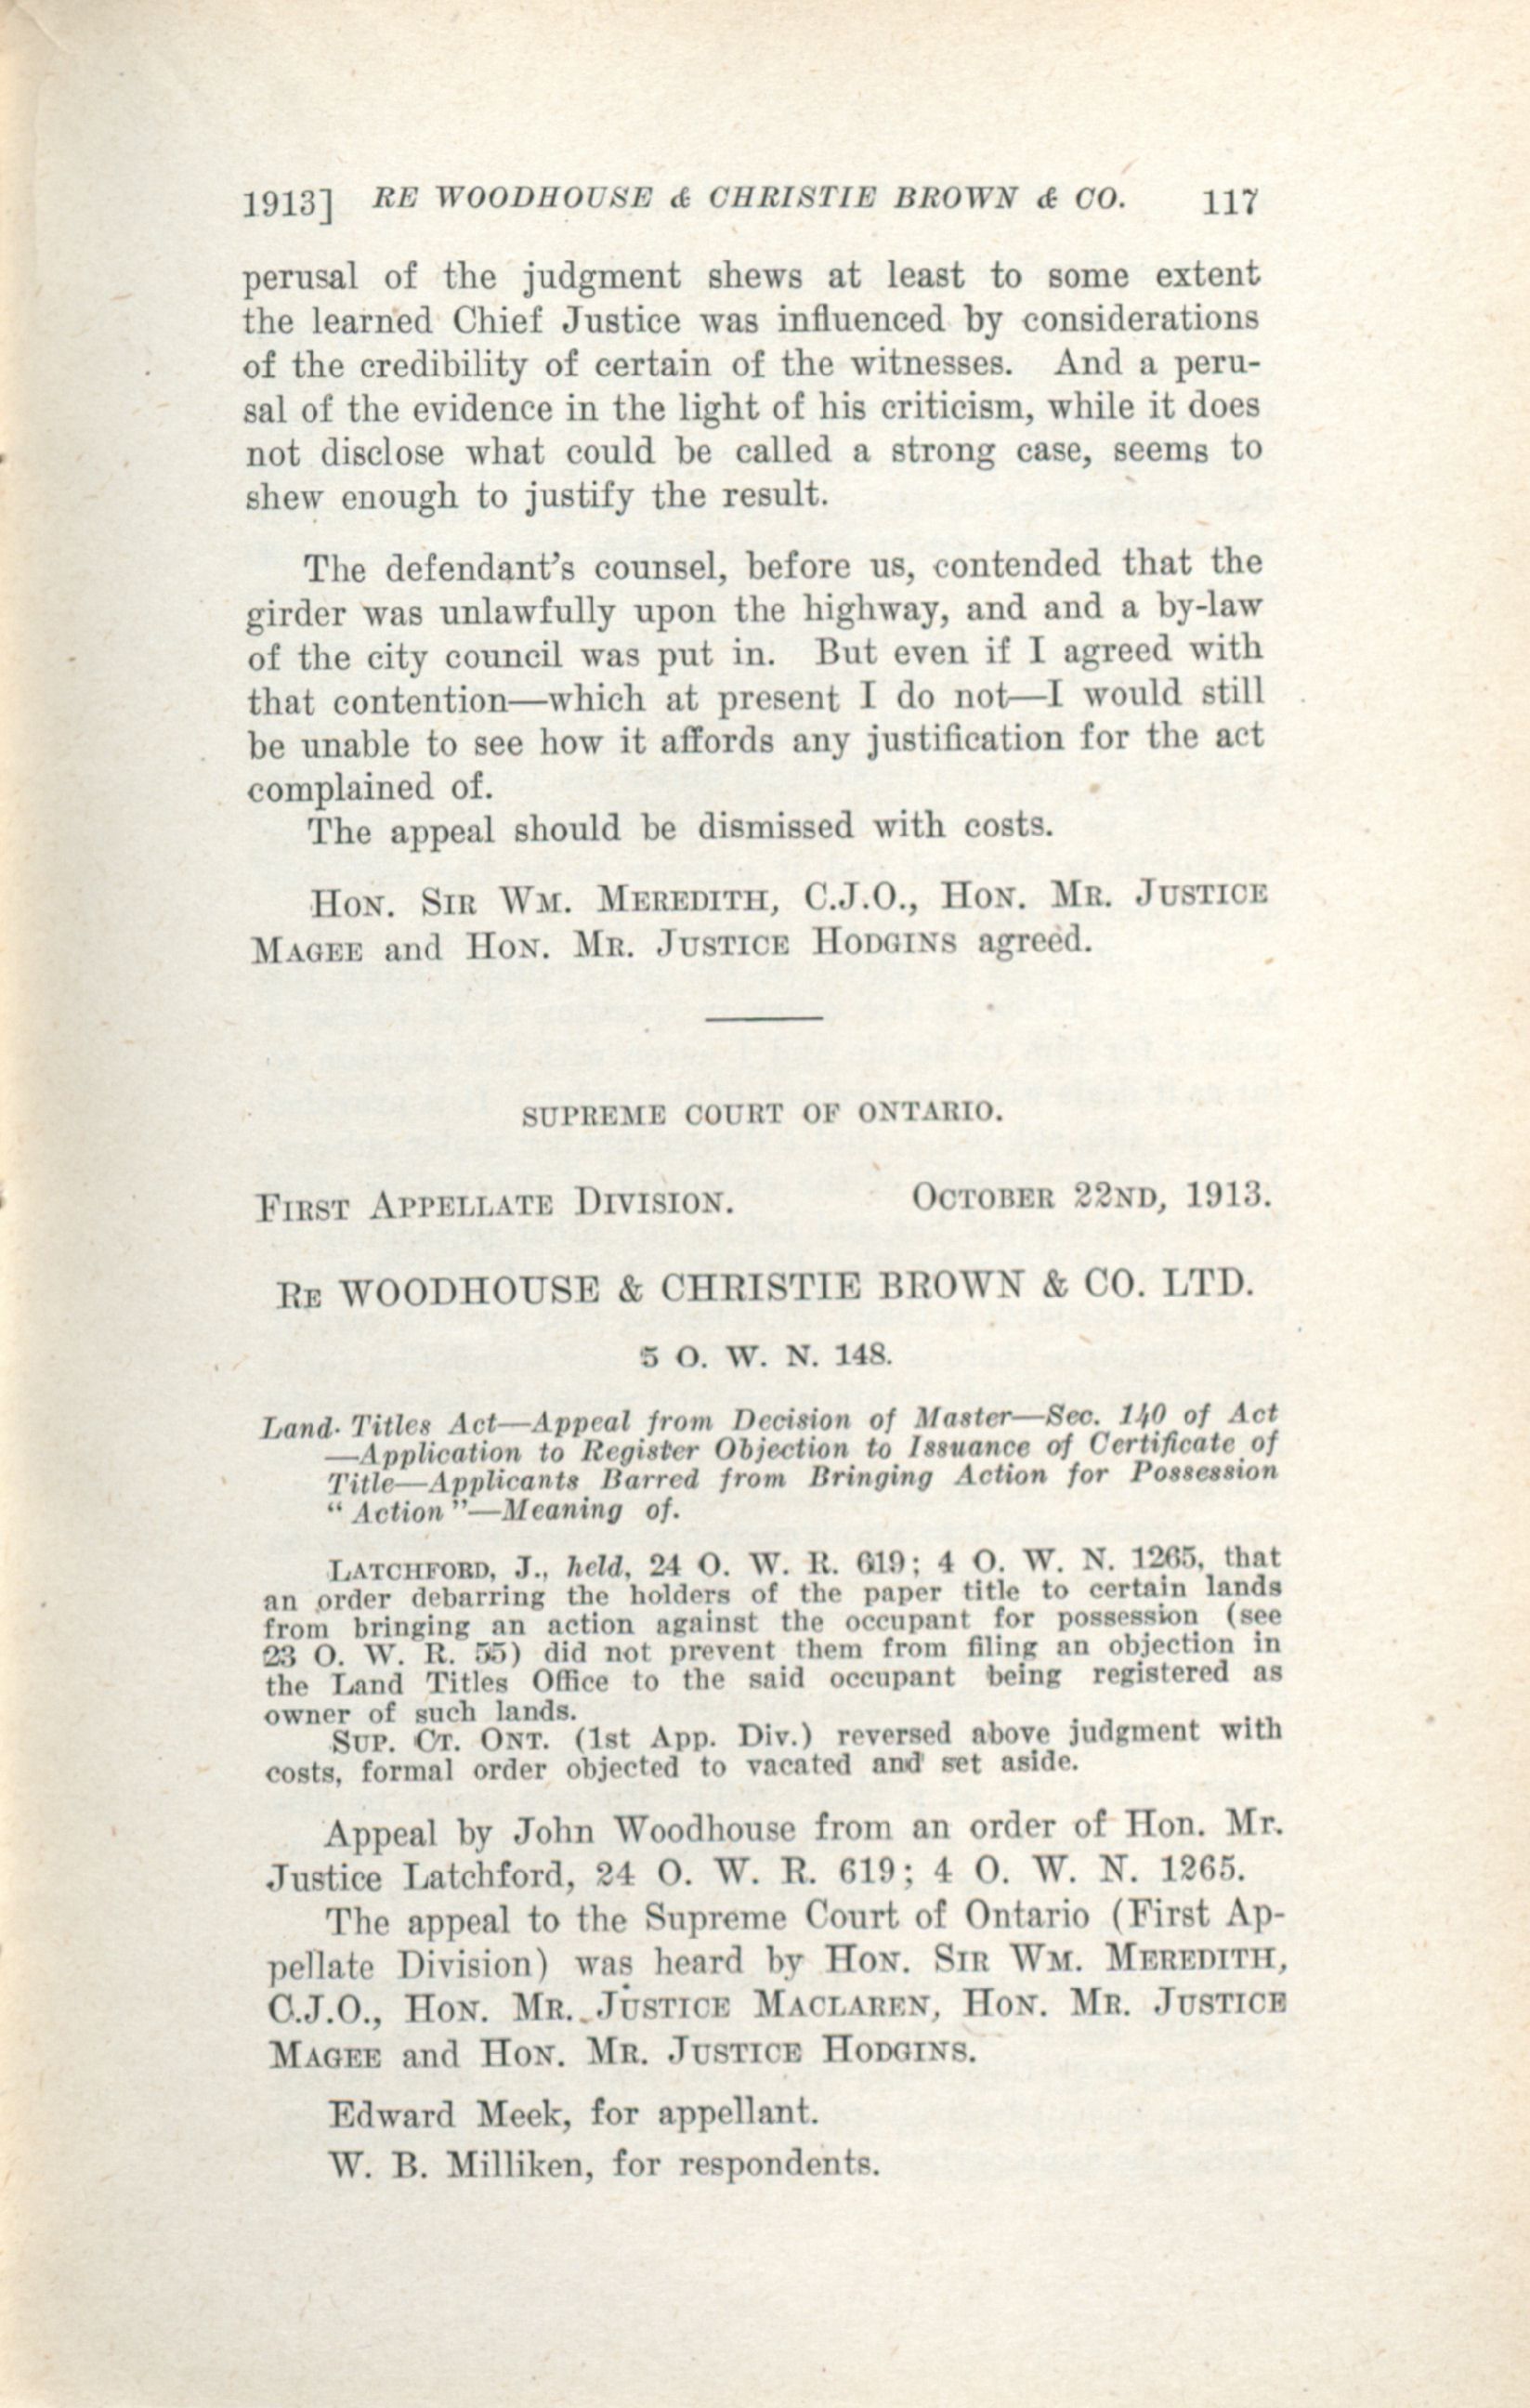 1913] RE WOODHOUSE & CHRISTIE BROWN & CO. 117
perusal of the judgment shews at least to some extent
the learned Chief Justice was influenced by considerations
of the credibility of certain of the witnesses. And a peru-
sal of the evidence in the light of his criticism, while it does
not disclose what could be called a strong case, seems to
shew enough to justify the result.
The defendant's counsel, before us, contended that the
girder was unlawfully upon the highway, and and a by-law
of the city council was put in. But even if I agreed with
that contention—which at present I do not—I would still
be unable to see how it affords any justification for the act
complained of.
The appeal should be dismissed with costs.
HON. SIR WM. MEREDITH, C.J.O., HON. MR. JUSTICE
MAGEE and HON. MR. JUSTICE HODGINS agreed.
SUPREME COURT OF ONTARIO.
FIRST APPELLATE DIVISION. OCTOBER 22ND, 1913.
RE WOODHOUSE & CHRISTIE BROWN & CO. LTD.
5 O. W. N. 148.
Land. Titles Act—Appeal from Decision of Master—Sec. 140 of Act
—Application to Register Objection to Issuance of Certificate of
Title—Applicants Barred from Bringing Action for Possession
"Action"—Meaning of.
LATCHFORD, J., held, 24 O. W. R. 619; 4 O. W. N. 1265, that
an order debarring the holders of the paper title to certain lands
from bringing an action against the occupant for possession (see
23 O. W. R. 55) did not prevent them from filing an objection in
the Land Titles Office to the said occupant being registered as
owner of such lands.
SUP. CT. ONT. (1st App. Div.) reversed above judgment with
costs, formal order objected to vacated and set aside.
Appeal by John Woodhouse from an order of Hon. Mr.
Justice Latchford, 24 O. W. R. 619; 4 O. W. N. 1265.
The appeal to the Supreme Court of Ontario (First Ap-
pellate Division) was heard by HON. SIR WM. MEREDITH,
C.J.O., HON. MR. JUSTICE MACLAREN, HON. MR. JUSTICE
MAGEE and HON. MR. JUSTICE HODGINS.
Edward Meek, for appellant.
W. B. Milliken, for respondents.